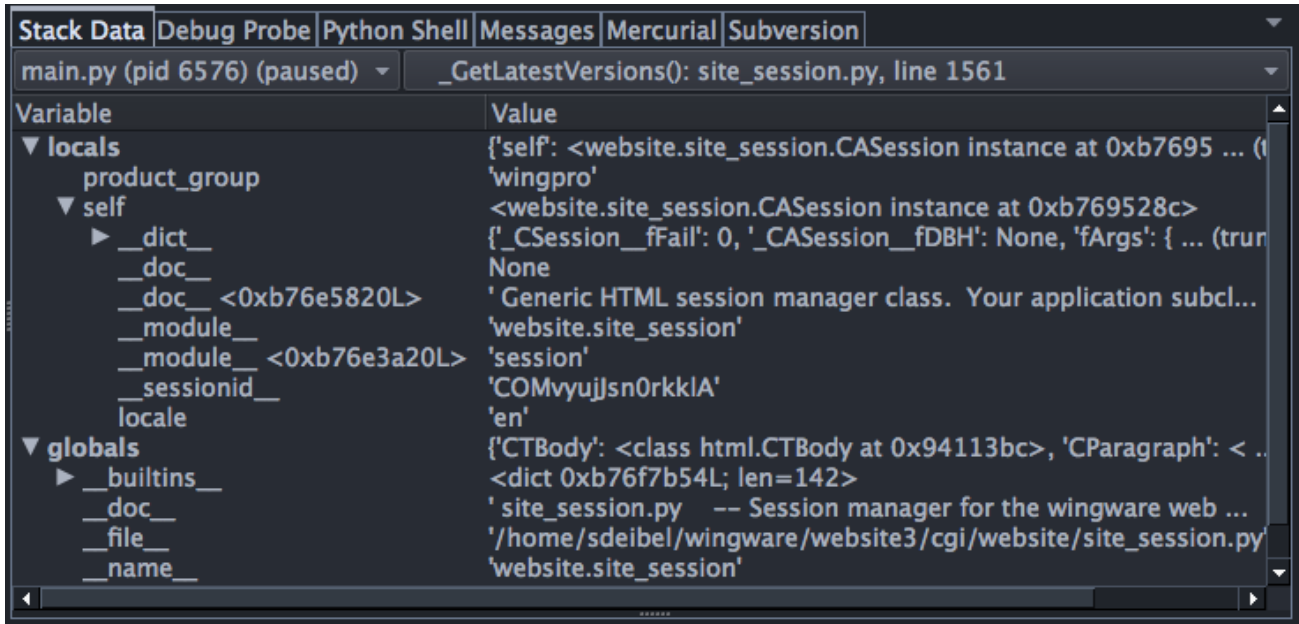 Stack Data Debug Probe Python Shell Messages Mercurial Subversion
main.py (pid 6576) (paused) _GetLatestVersions(): site_session.py, line 1561
Variable Value
locals {'self': <website.site_session.CASession instance at 0xb7695 ... (t
product_group 'wingpro'
self <website.site_session.CASession instance at 0xb769528c>
__dict__ {'_CSession__fFail': 0, '_CASession__fDBH': None, 'fArgs': { ... (trun
__doc__ None
__doc__ <0xb76e5820L> ' Generic HTML session manager class.  Your application subcl...
__module__ 'website.site_session'
__module__ <0xb76e3a20L> 'session'
__sessionid__ 'COMvyujJsn0rkklA'
locale 'en'
globals {'CTBody': <class html.CTBody at 0x94113bc>, 'CParagraph': < ..
__builtins__ <dict 0xb76f7b54L; len=142>
__doc__ ' site_session.py   -- Session manager for the wingware web ...
__file__ '/home/sdeibel/wingware/website3/cgi/website/site_session.py'
__name__ 'website.site_session'